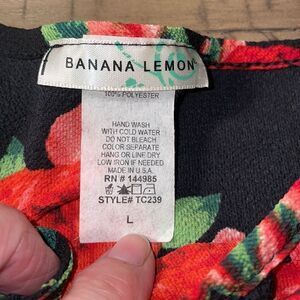 BANANA LEMON
100% POLYESTER
HAND WASH
WITH COLD WATER
DO NOT BLEACH
COLOR SEPARATE
HANG OR LINE DRY
LOW IRON IF NEEDED
MADE IN U.S.A.
RN # 144985
STYLE# TC239
L